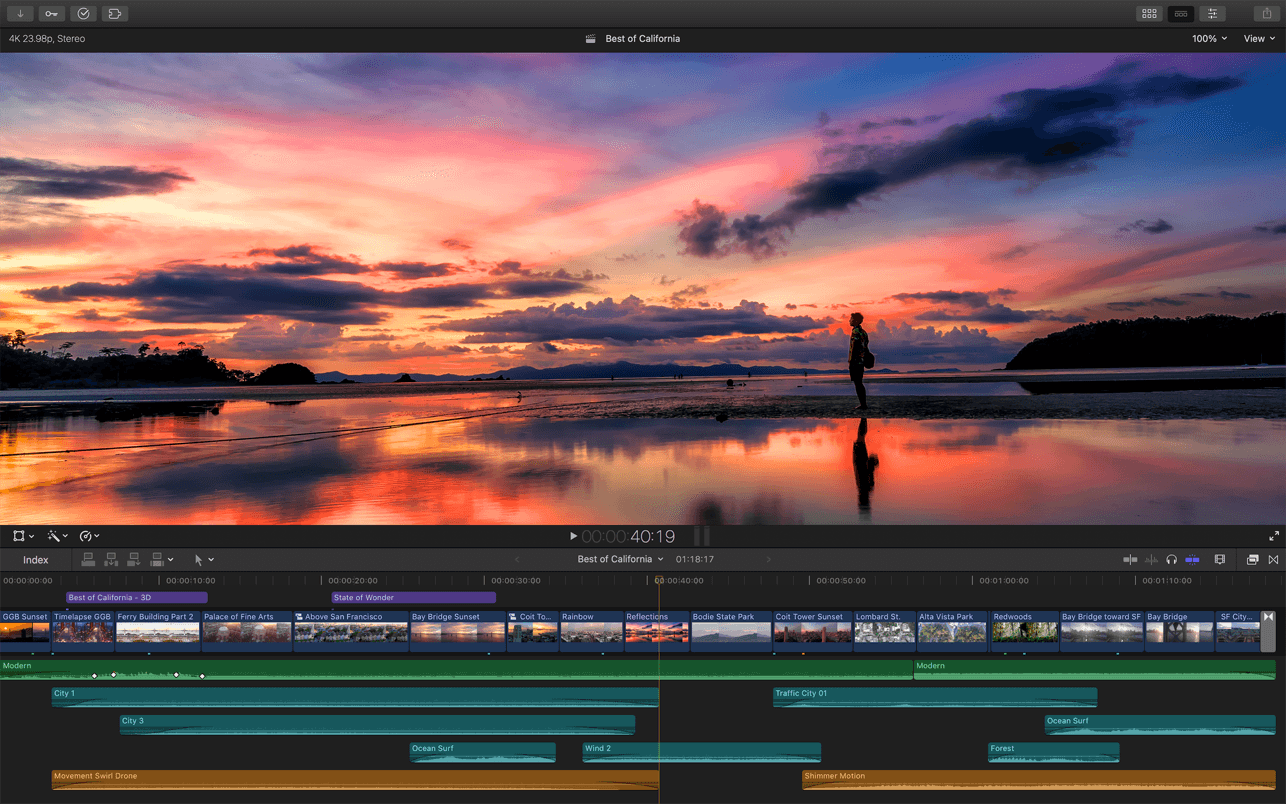 4K 23.98p, Stereo
Best of California
100%
View
00:00:00:40:19
Index
Best of California
01:18:17
00:00:00:00
00:00:10:00
00:00:20:00
00:00:30:00
00:00:40:00
00:00:50:00
00:01:00:00
00:01:10:00
Best of California - 3D
State of Wonder
GGB Sunset
Timelapse GGB
Ferry Building Part 2
Palace of Fine Arts
Above San Francisco
Bay Bridge Sunset
Coit To...
Rainbow
Reflections
Bodie State Park
Coit Tower Sunset
Lombard St.
Alta Vista Park
Redwoods
Bay Bridge toward SF
Bay Bridge
SF City...
Modern
Modern
City 1
Traffic City 01
City 3
Ocean Surf
Ocean Surf
Wind 2
Forest
Movement Swirl Drone
Shimmer Motion